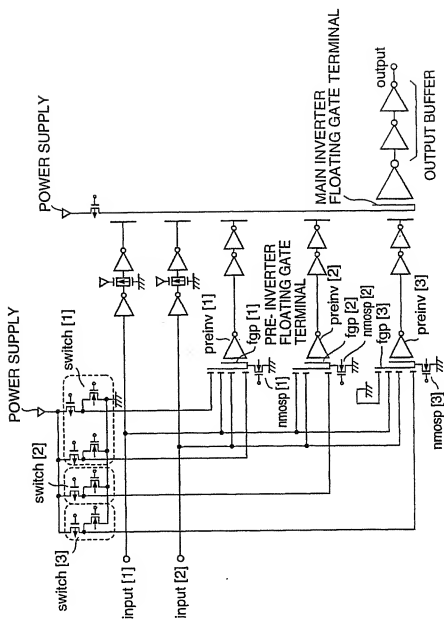 POWER SUPPLY
switch [1]
switch [2]
switch [3]
input [1]
input [2]
POWER SUPPLY
preinv [1]
fgp [1]
PRE- INVERTER
FLOATING GATE
TERMINAL
nmosp [1]
preinv [2]
fgp [2]
nmosp [2]
fgp [3]
preinv [3]
nmosp [3]
MAIN INVERTER
FLOATING GATE TERMINAL
output
OUTPUT BUFFER